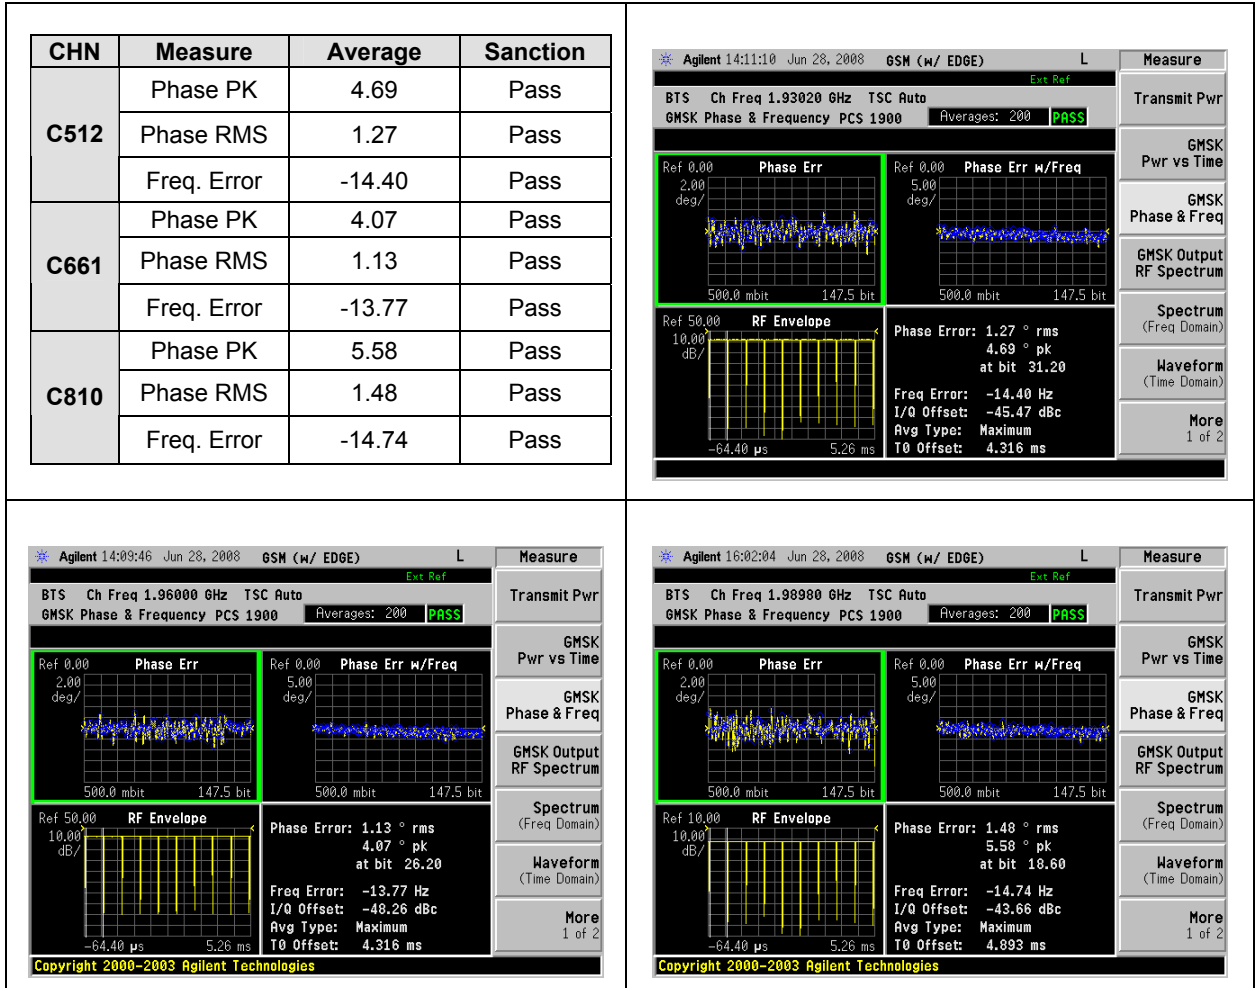 CHN Measure Average Sanction
C512 Phase PK 4.69 Pass
Phase RMS 1.27 Pass
Freq. Error -14.40 Pass
C661 Phase PK 4.07 Pass
Phase RMS 1.13 Pass
Freq. Error -13.77 Pass
C810 Phase PK 5.58 Pass
Phase RMS 1.48 Pass
Freq. Error -14.74 Pass
Agilent 14:11:10 Jun 28, 2008 GSM (w/ EDGE) L Measure
Ext Ref
BTS Ch Freq 1.93020 GHz TSC Auto
GMSK Phase & Frequency PCS 1900 Averages: 200 PASS
Ref 0.00 Phase Err
2.00
deg/
500.0 mbit 147.5 bit
Ref 0.00 Phase Err w/Freq
5.00
deg/
500.0 mbit 147.5 bit
Ref 50.00 RF Envelope
10.00
dB/
-64.40 µs 5.26 ms
Phase Error: 1.27 ° rms
4.69 ° pk
at bit 31.20
Freq Error: -14.40 Hz
I/Q Offset: -45.47 dBc
Avg Type: Maximum
T0 Offset: 4.316 ms
Transmit Pwr
GMSK
Pwr vs Time
GMSK
Phase & Freq
GMSK Output
RF Spectrum
Spectrum
(Freq Domain)
Waveform
(Time Domain)
More
1 of 2
Agilent 14:09:46 Jun 28, 2008 GSM (w/ EDGE) L Measure
Ext Ref
BTS Ch Freq 1.96000 GHz TSC Auto
GMSK Phase & Frequency PCS 1900 Averages: 200 PASS
Ref 0.00 Phase Err
2.00
deg/
500.0 mbit 147.5 bit
Ref 0.00 Phase Err w/Freq
5.00
deg/
500.0 mbit 147.5 bit
Ref 50.00 RF Envelope
10.00
dB/
-64.40 µs 5.26 ms
Phase Error: 1.13 ° rms
4.07 ° pk
at bit 26.20
Freq Error: -13.77 Hz
I/Q Offset: -48.26 dBc
Avg Type: Maximum
T0 Offset: 4.316 ms
Transmit Pwr
GMSK
Pwr vs Time
GMSK
Phase & Freq
GMSK Output
RF Spectrum
Spectrum
(Freq Domain)
Waveform
(Time Domain)
More
1 of 2
Copyright 2000-2003 Agilent Technologies
Agilent 16:02:04 Jun 28, 2008 GSM (w/ EDGE) L Measure
Ext Ref
BTS Ch Freq 1.98980 GHz TSC Auto
GMSK Phase & Frequency PCS 1900 Averages: 200 PASS
Ref 0.00 Phase Err
2.00
deg/
500.0 mbit 147.5 bit
Ref 0.00 Phase Err w/Freq
5.00
deg/
500.0 mbit 147.5 bit
Ref 10.00 RF Envelope
10.00
dB/
-64.40 µs 5.26 ms
Phase Error: 1.48 ° rms
5.58 ° pk
at bit 18.60
Freq Error: -14.74 Hz
I/Q Offset: -43.66 dBc
Avg Type: Maximum
T0 Offset: 4.893 ms
Transmit Pwr
GMSK
Pwr vs Time
GMSK
Phase & Freq
GMSK Output
RF Spectrum
Spectrum
(Freq Domain)
Waveform
(Time Domain)
More
1 of 2
Copyright 2000-2003 Agilent Technologies